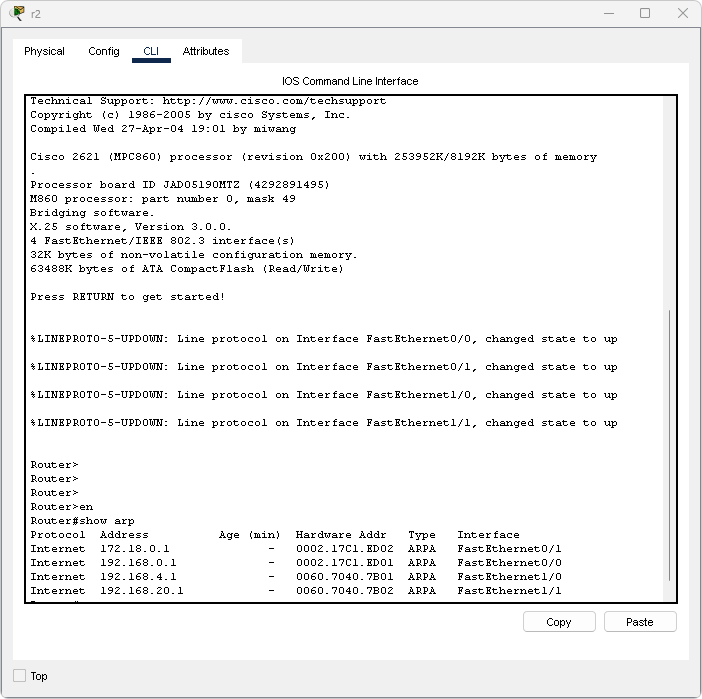 r2
Physical Config CLI Attributes
IOS Command Line Interface
Technical Support: http://www.cisco.com/techsupport
Copyright (c) 1986-2005 by cisco Systems, Inc.
Compiled Wed 27-Apr-04 19:01 by miwang
Cisco 2621 (MPC860) processor (revision 0x200) with 253952K/8192K bytes of memory
.
Processor board ID JAD05190MTZ (4292891495)
M860 processor: part number 0, mask 49
Bridging software.
X.25 software, Version 3.0.0.
4 FastEthernet/IEEE 802.3 interface(s)
32K bytes of non-volatile configuration memory.
63488K bytes of ATA CompactFlash (Read/Write)
Press RETURN to get started!
%LINEPROTO-5-UPDOWN: Line protocol on Interface FastEthernet0/0, changed state to up
%LINEPROTO-5-UPDOWN: Line protocol on Interface FastEthernet0/1, changed state to up
%LINEPROTO-5-UPDOWN: Line protocol on Interface FastEthernet1/0, changed state to up
%LINEPROTO-5-UPDOWN: Line protocol on Interface FastEthernet1/1, changed state to up
Router>
Router>
Router>
Router>en
Router#show arp
Protocol Address Age (min) Hardware Addr Type Interface
Internet 172.18.0.1 - 0002.17C1.ED02 ARPA FastEthernet0/1
Internet 192.168.0.1 - 0002.17C1.ED01 ARPA FastEthernet0/0
Internet 192.168.4.1 - 0060.7040.7B01 ARPA FastEthernet1/0
Internet 192.168.20.1 - 0060.7040.7B02 ARPA FastEthernet1/1
Copy Paste
Top